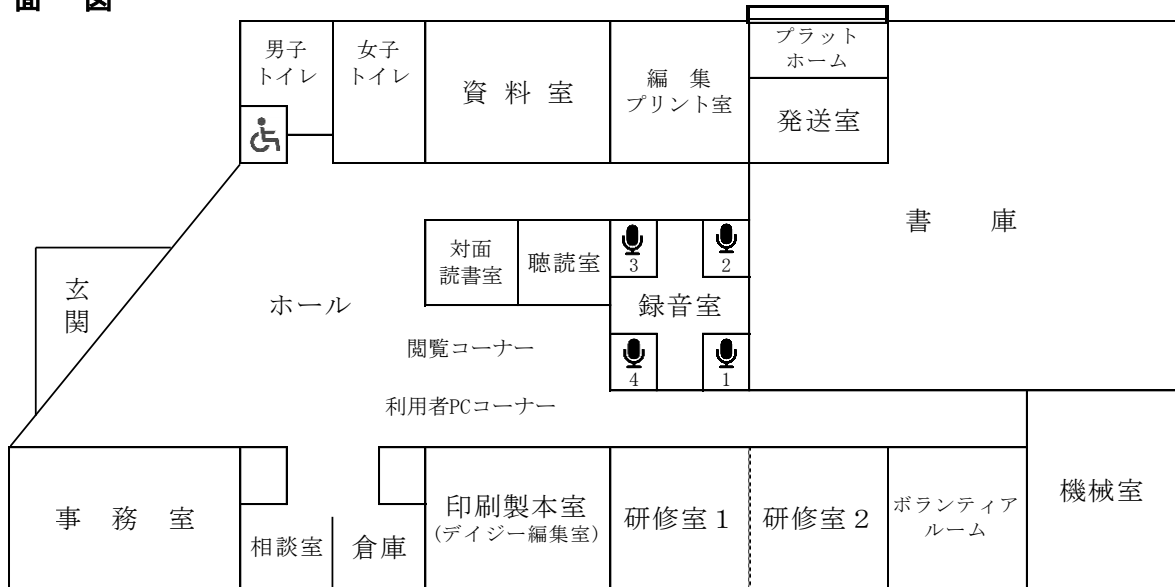 面 図
男子
トイレ
女子
トイレ
資 料 室
編 集
プリント室
プラット
ホーム
発送室
書 庫
玄
関
ホール
対面
読書室
聴読室
3
2
録音室
4
1
閲覧コーナー
利用者PCコーナー
事 務 室
相談室
倉庫
印刷製本室
(デイジー編集室)
研修室1
研修室2
ボランティア
ルーム
機械室